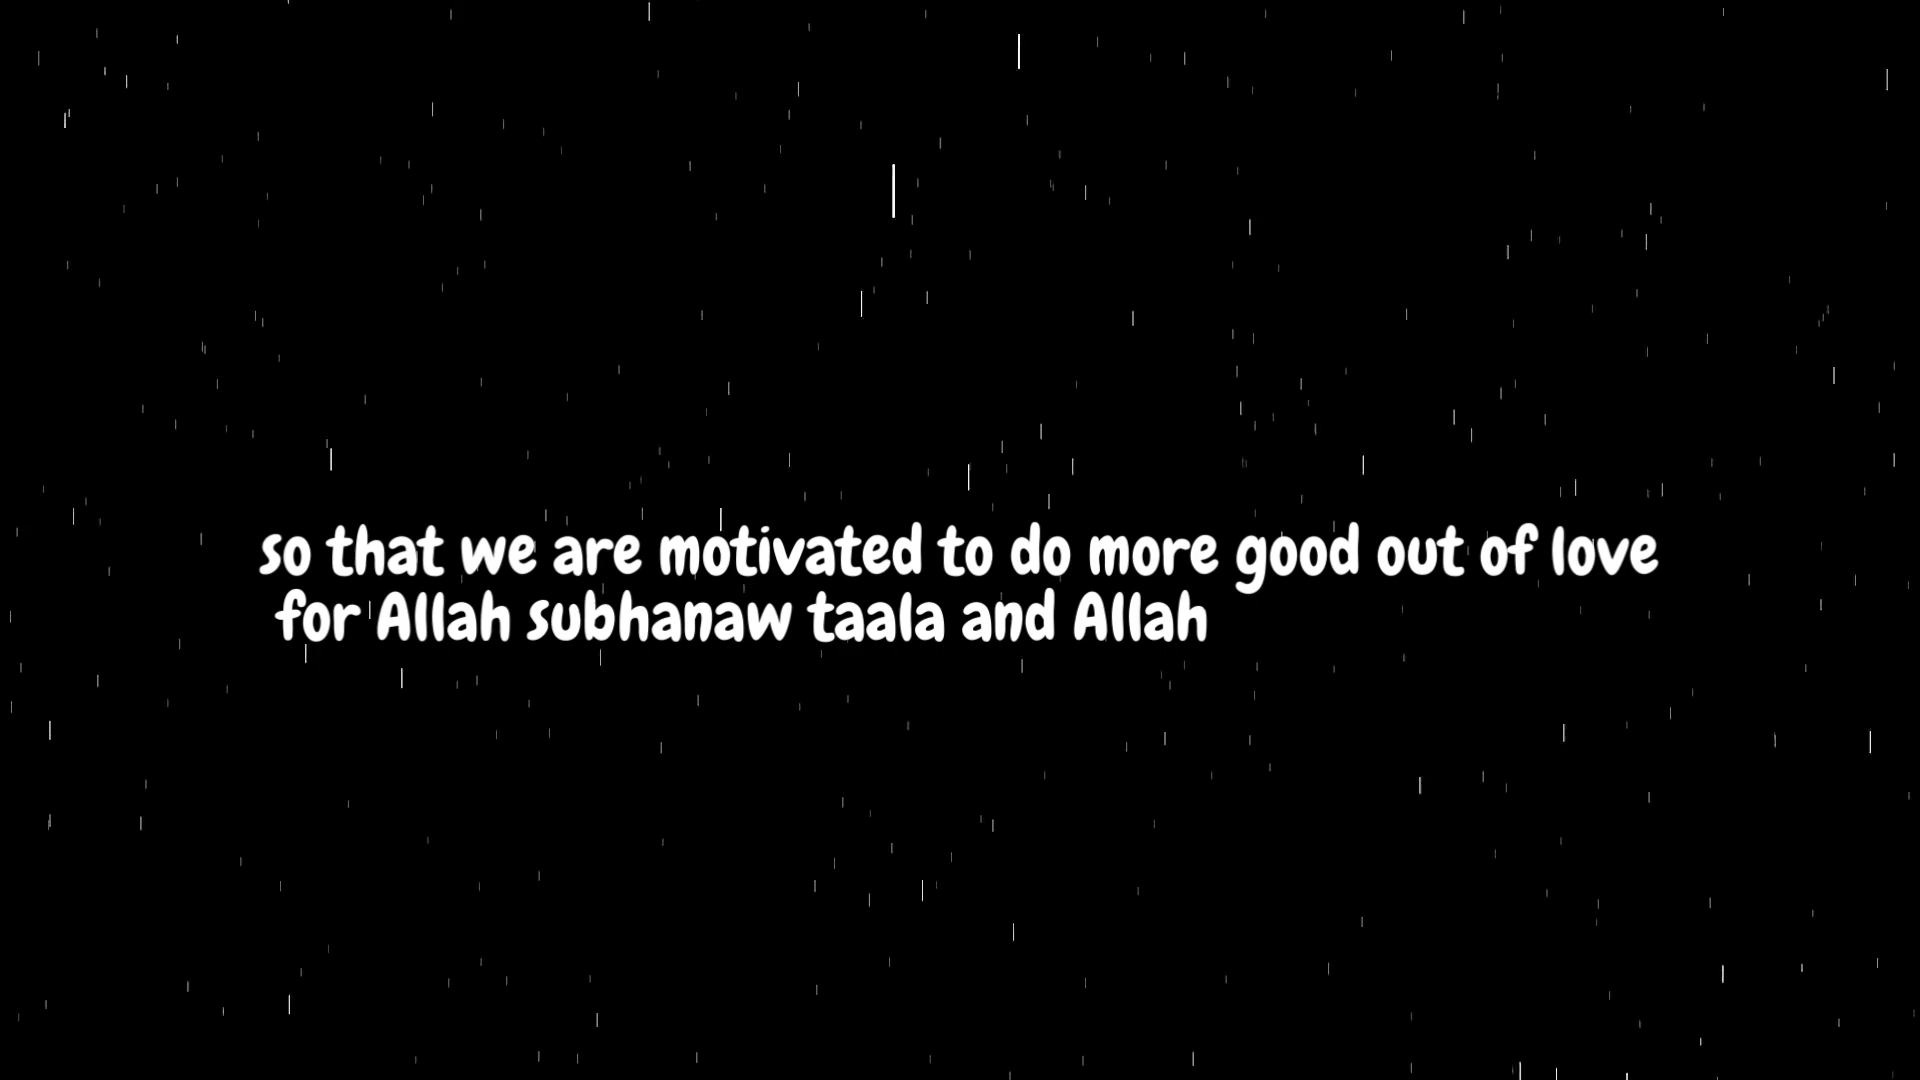 so that we are motivated to do more good out of love
for Allah subhanaw taala and Allah